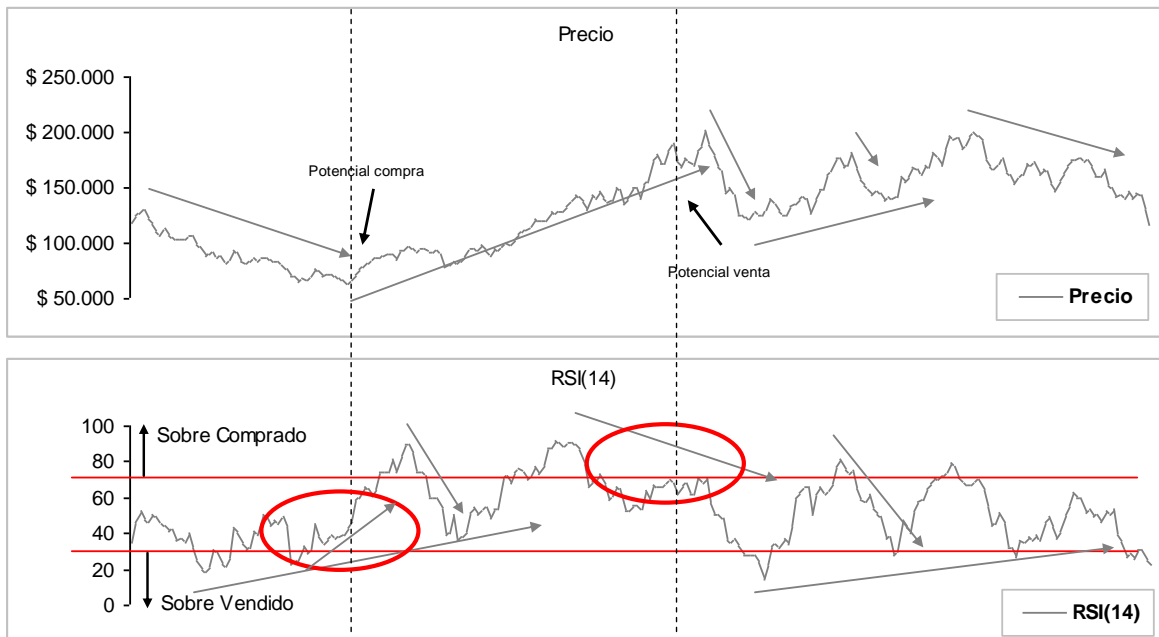 Precio
$ 250.000
$ 200.000
$ 150.000
$ 100.000
$ 50.000
Potencial compra
Potencial venta
Precio
RSI(14)
100
80
60
40
20
0
Sobre Comprado
Sobre Vendido
RSI(14)